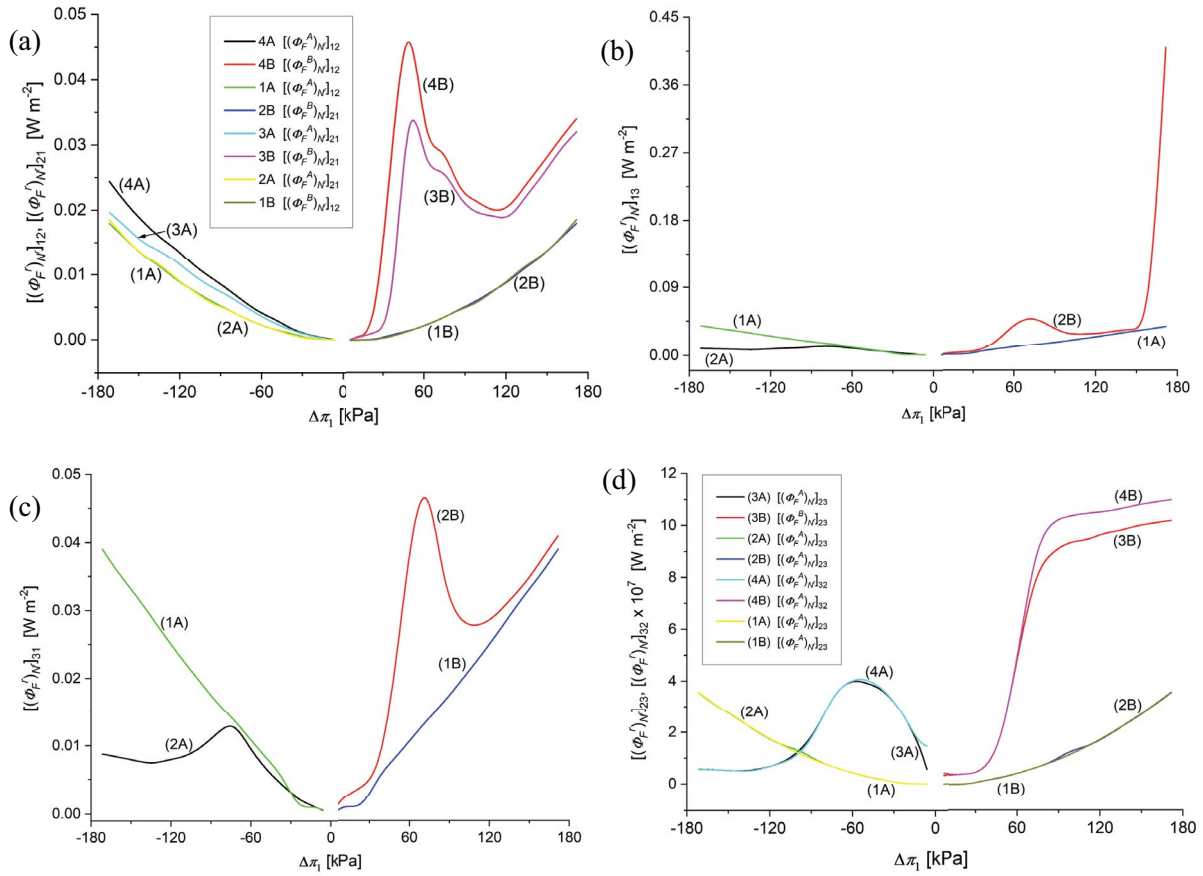 (a)
[(Φ_F^r)_N']_12, [(Φ_F^r)_N']_21 [W m⁻²]
0.05
0.04
0.03
0.02
0.01
0.00
4A [(Φ_F^A)_N']_12
4B [(Φ_F^B)_N']_12
1A [(Φ_F^A)_N']_12
2B [(Φ_F^B)_N']_21
3A [(Φ_F^A)_N']_21
3B [(Φ_F^B)_N']_21
2A [(Φ_F^A)_N']_21
1B [(Φ_F^B)_N']_12
(4A)
(3A)
(1A)
(2A)
(4B)
(3B)
(2B)
(1B)
-180 -120 -60 0 60 120 180
Δπ₁ [kPa]
(b)
[(Φ_F^r)_N']_13 [W m⁻²]
0.45
0.36
0.27
0.18
0.09
0.00
(1A)
(2A)
(2B)
(1A)
-180 -120 -60 0 60 120 180
Δπ₁ [kPa]
(c)
[(Φ_F^r)_N']_31 [W m⁻²]
0.05
0.04
0.03
0.02
0.01
0.00
(1A)
(2A)
(2B)
(1B)
-180 -120 -60 0 60 120 180
Δπ₁ [kPa]
(d)
[(Φ_F^r)_N']_23, [(Φ_F^r)_N']_32 x 10⁷ [W m⁻²]
12
10
8
6
4
2
0
(3A) [(Φ_F^A)_N']_23
(3B) [(Φ_F^B)_N']_23
(2A) [(Φ_F^A)_N']_23
(2B) [(Φ_F^A)_N']_23
(4A) [(Φ_F^A)_N']_32
(4B) [(Φ_F^A)_N']_32
(1A) [(Φ_F^A)_N']_23
(1B) [(Φ_F^A)_N']_23
(4B)
(3B)
(4A)
(2A)
(3A)
(1A)
(2B)
(1B)
-180 -120 -60 0 60 120 180
Δπ₁ [kPa]